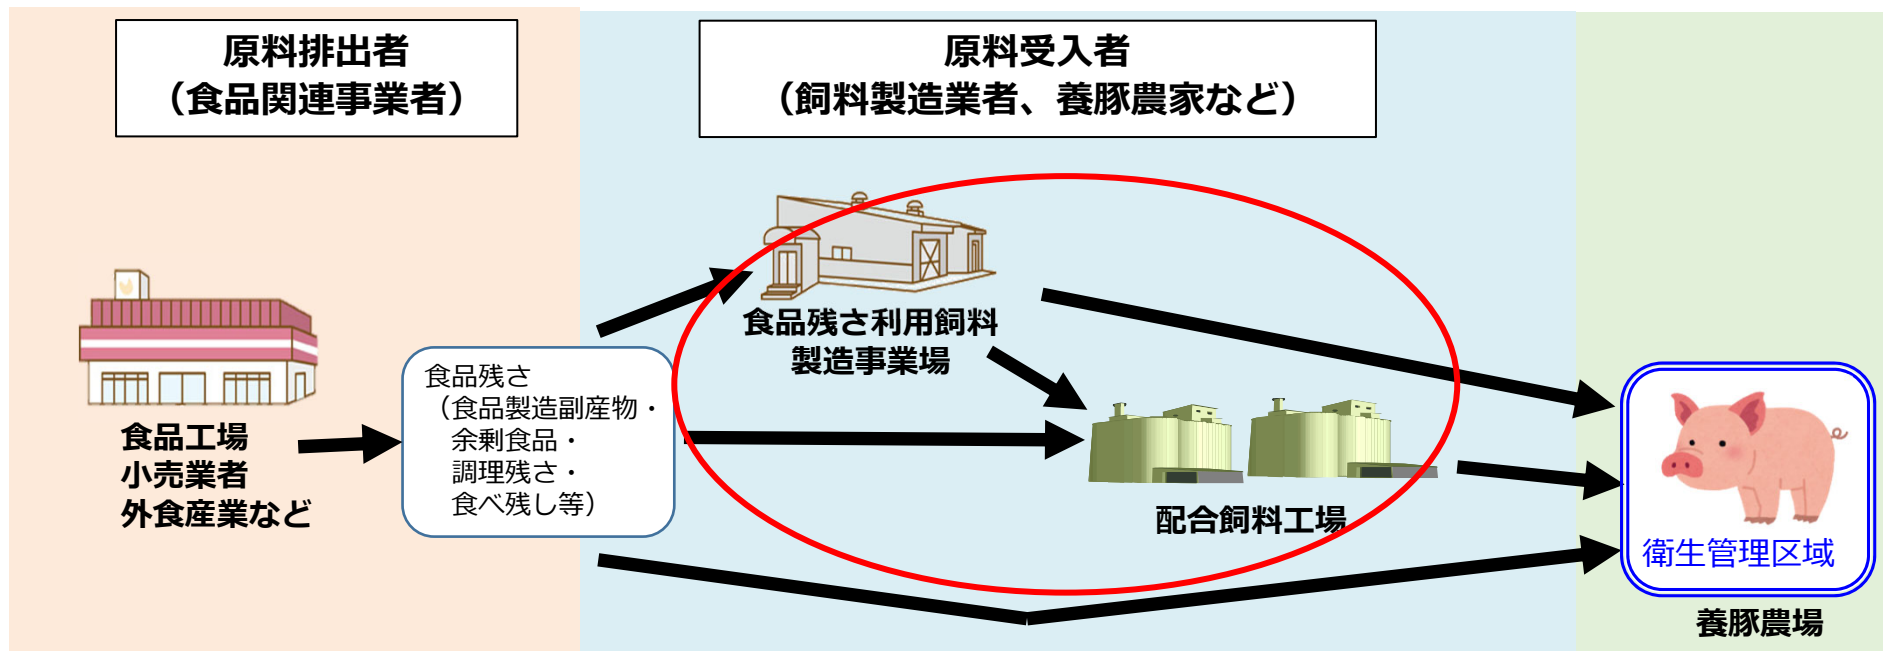 原料排出者
（食品関連事業者）
原料受入者
（飼料製造業者、養豚農家など）
食品工場
小売業者
外食産業など
食品残さ
（食品製造副産物・
余剰食品・
調理残さ・
食べ残し等）
食品残さ利用飼料
製造事業場
配合飼料工場
衛生管理区域
養豚農場